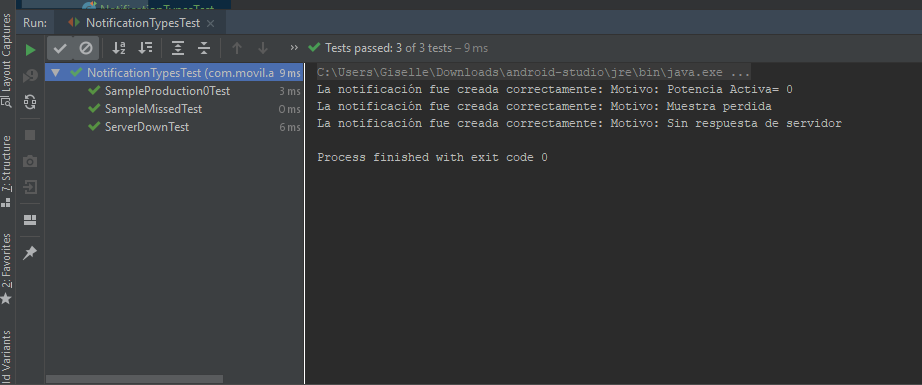 NotificationTypesTest
Run: NotificationTypesTest ×
Tests passed: 3 of 3 tests – 9 ms
NotificationTypesTest (com.movil.a 9 ms
SampleProduction0Test 3 ms
SampleMissedTest 0 ms
ServerDownTest 6 ms
C:\Users\Giselle\Downloads\android-studio\jre\bin\java.exe ...
La notificación fue creada correctamente: Motivo: Potencia Activa= 0
La notificación fue creada correctamente: Motivo: Muestra perdida
La notificación fue creada correctamente: Motivo: Sin respuesta de servidor
Process finished with exit code 0
Layout Captures
7: Structure
2: Favorites
ld Variants